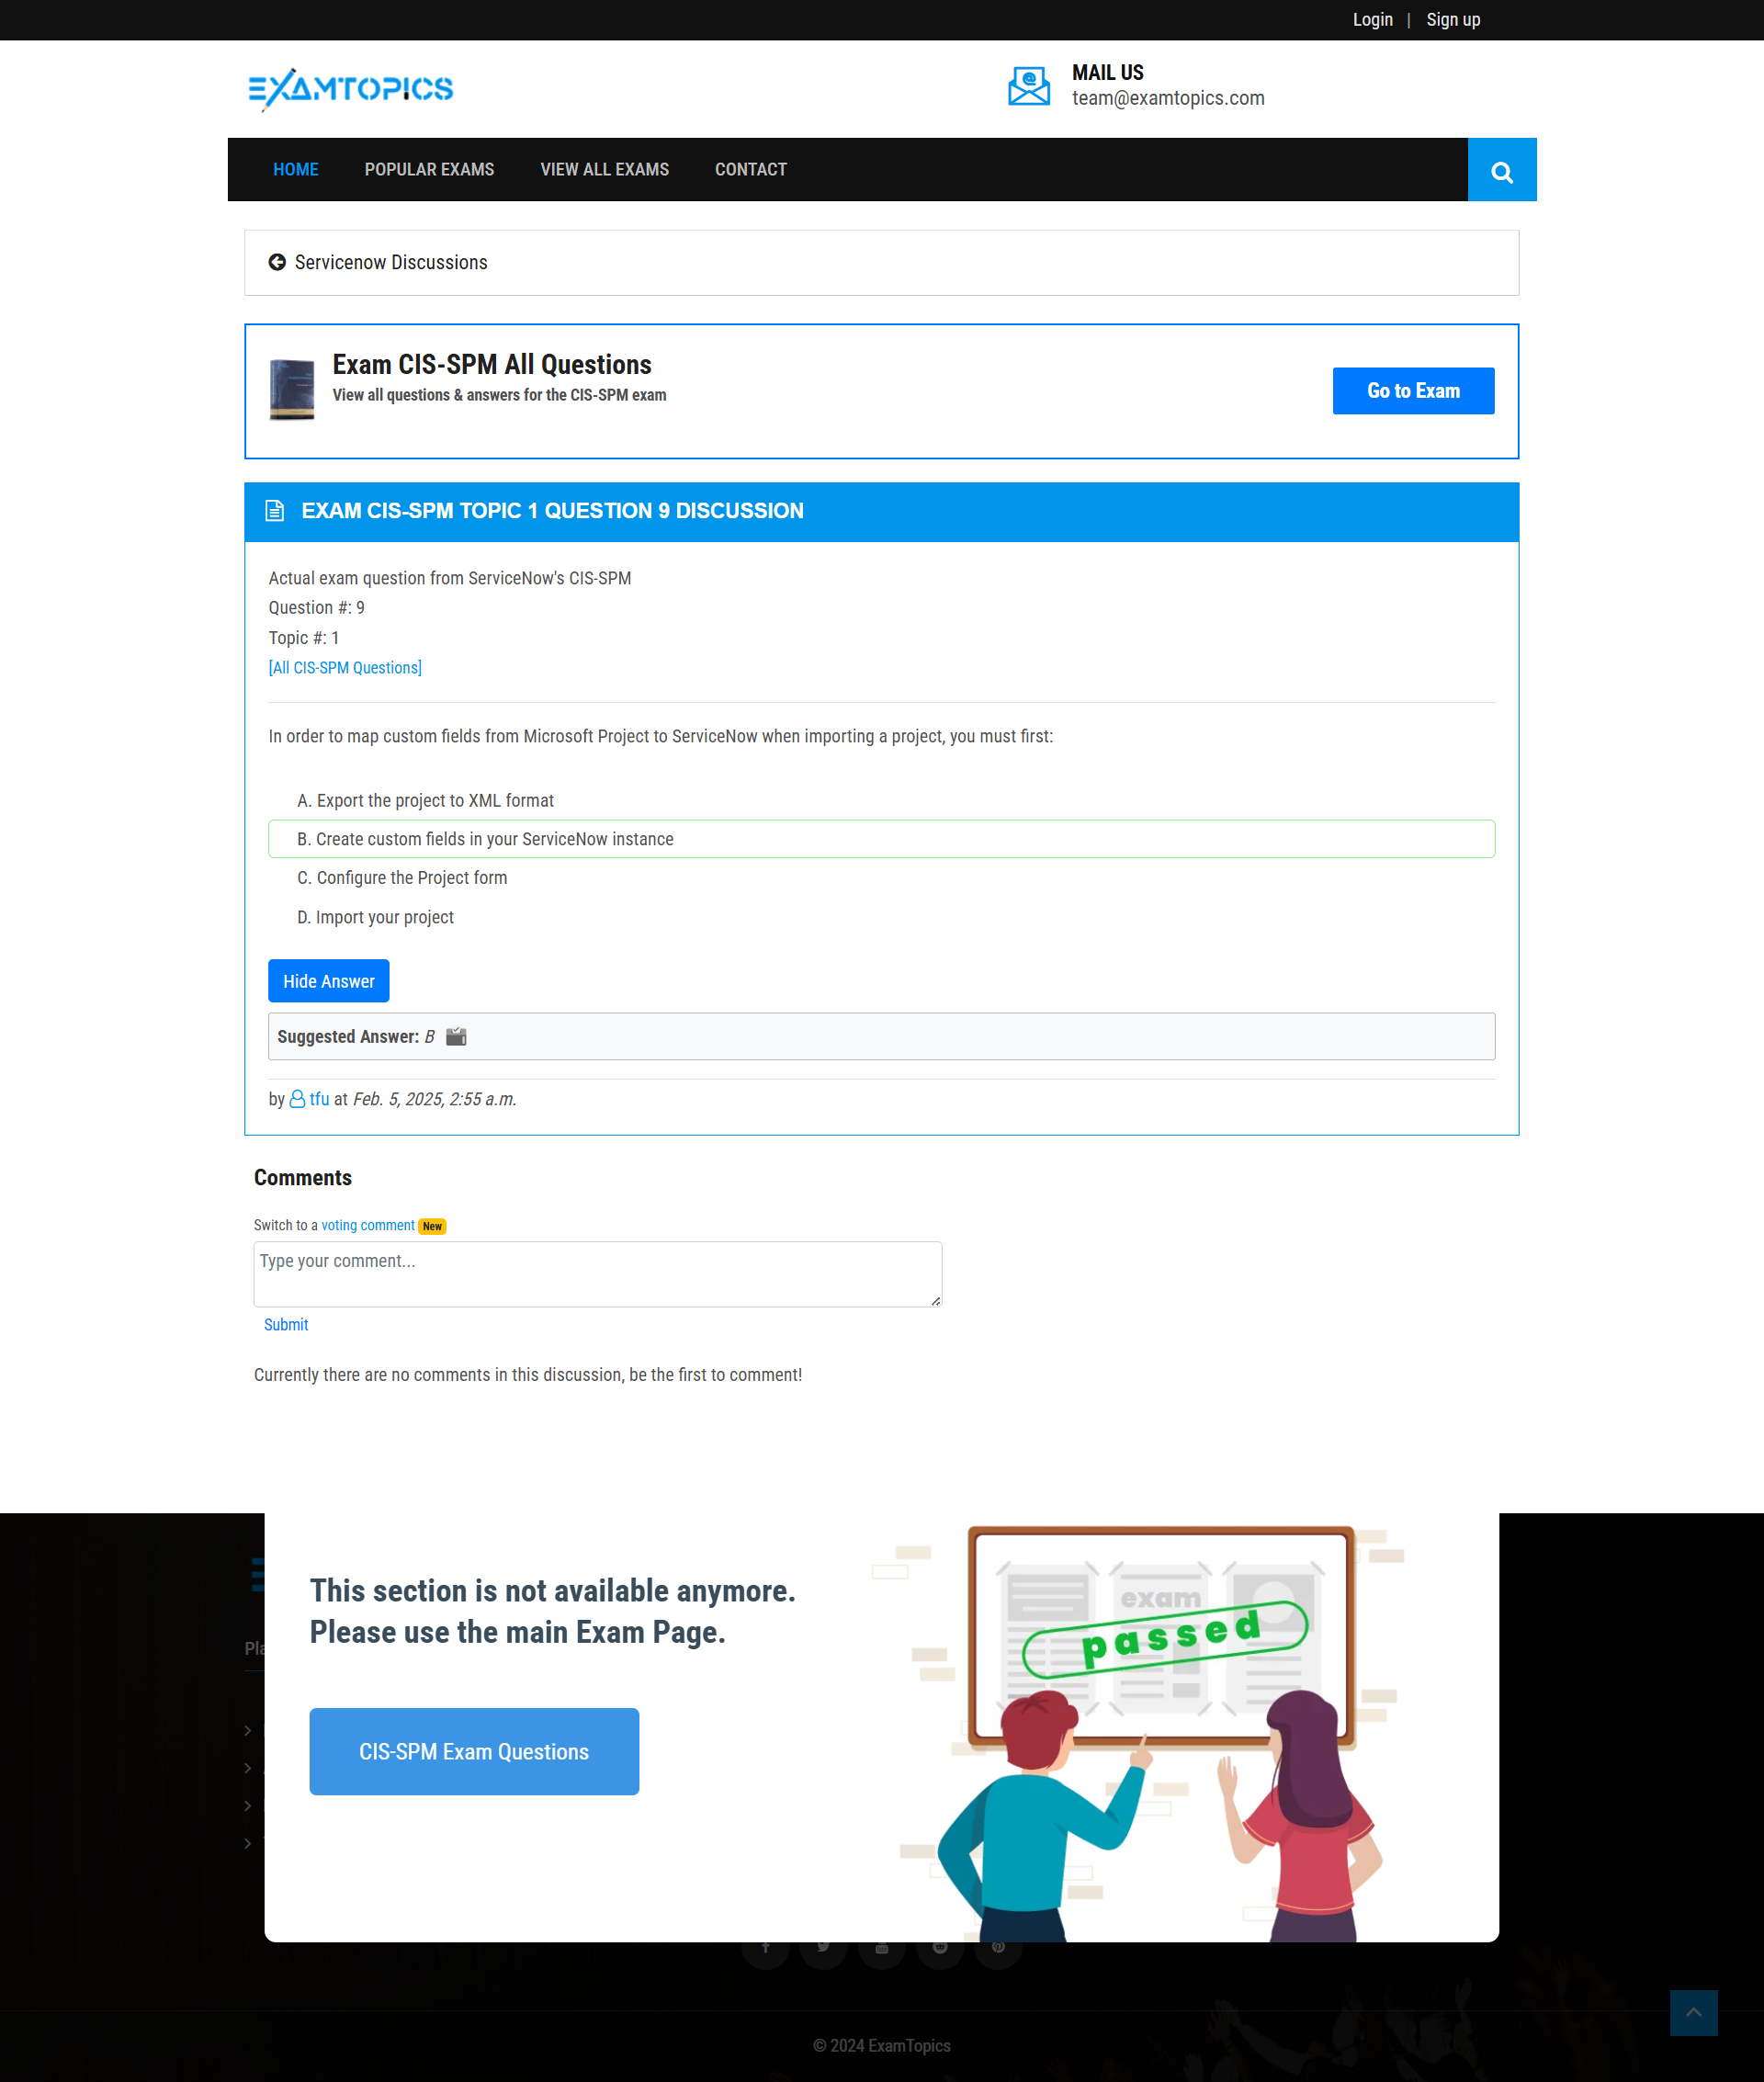 Login | Sign up
EXAMTOPICS
MAIL US
team@examtopics.com
HOME POPULAR EXAMS VIEW ALL EXAMS CONTACT
Servicenow Discussions
Exam CIS-SPM All Questions
View all questions & answers for the CIS-SPM exam
Go to Exam
EXAM CIS-SPM TOPIC 1 QUESTION 9 DISCUSSION
Actual exam question from ServiceNow's CIS-SPM
Question #: 9
Topic #: 1
[All CIS-SPM Questions]
In order to map custom fields from Microsoft Project to ServiceNow when importing a project, you must first:
A. Export the project to XML format
B. Create custom fields in your ServiceNow instance
C. Configure the Project form
D. Import your project
Hide Answer
Suggested Answer: B
by tfu at Feb. 5, 2025, 2:55 a.m.
Comments
Switch to a voting comment New
Type your comment...
Submit
Currently there are no comments in this discussion, be the first to comment!
This section is not available anymore.
Please use the main Exam Page.
exam
passed
CIS-SPM Exam Questions
© 2024 ExamTopics